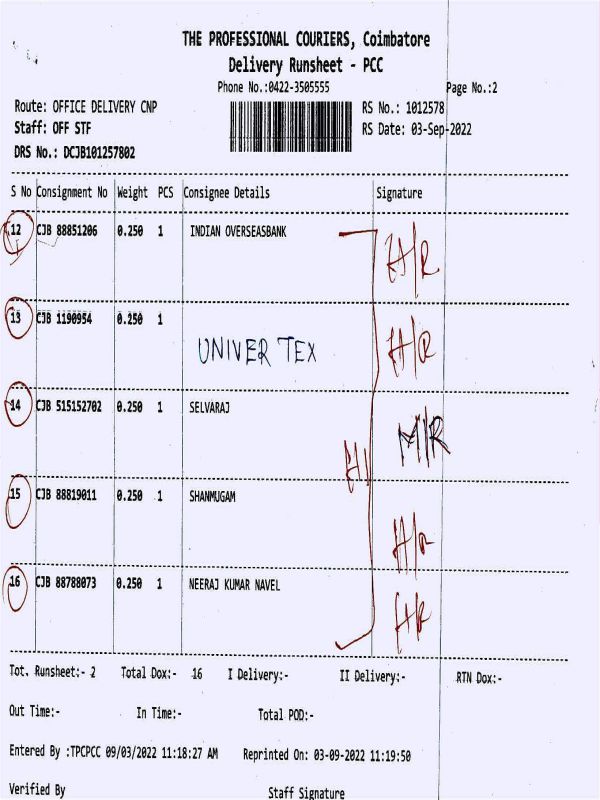 THE PROFESSIONAL COURIERS, Coimbatore
Delivery Runsheet - PCC
Phone No.:0422-3505555 Page No.:2
Route: OFFICE DELIVERY CNP RS No.: 1012578
Staff: OFF STF RS Date: 03-Sep-2022
DRS No.: DCJB101257802
S No Consignment No Weight PCS Consignee Details Signature
12 CJB 88851206 0.250 1 INDIAN OVERSEASBANK H/R
13 CJB 1190954 0.250 1
UNIVER TEX H/R
14 CJB 515152702 0.250 1 SELVARAJ M/R
15 CJB 88819011 0.250 1 SHANMUGAM
H/R
16 CJB 88788073 0.250 1 NEERAJ KUMAR NAVEL H/R
Tot. Runsheet:- 2 Total Dox:- 16 I Delivery:- II Delivery:- RTN Dox:-
Out Time:- In Time:- Total POD:-
Entered By :TPCPCC 09/03/2022 11:18:27 AM Reprinted On: 03-09-2022 11:19:50
Verified By Staff Signature